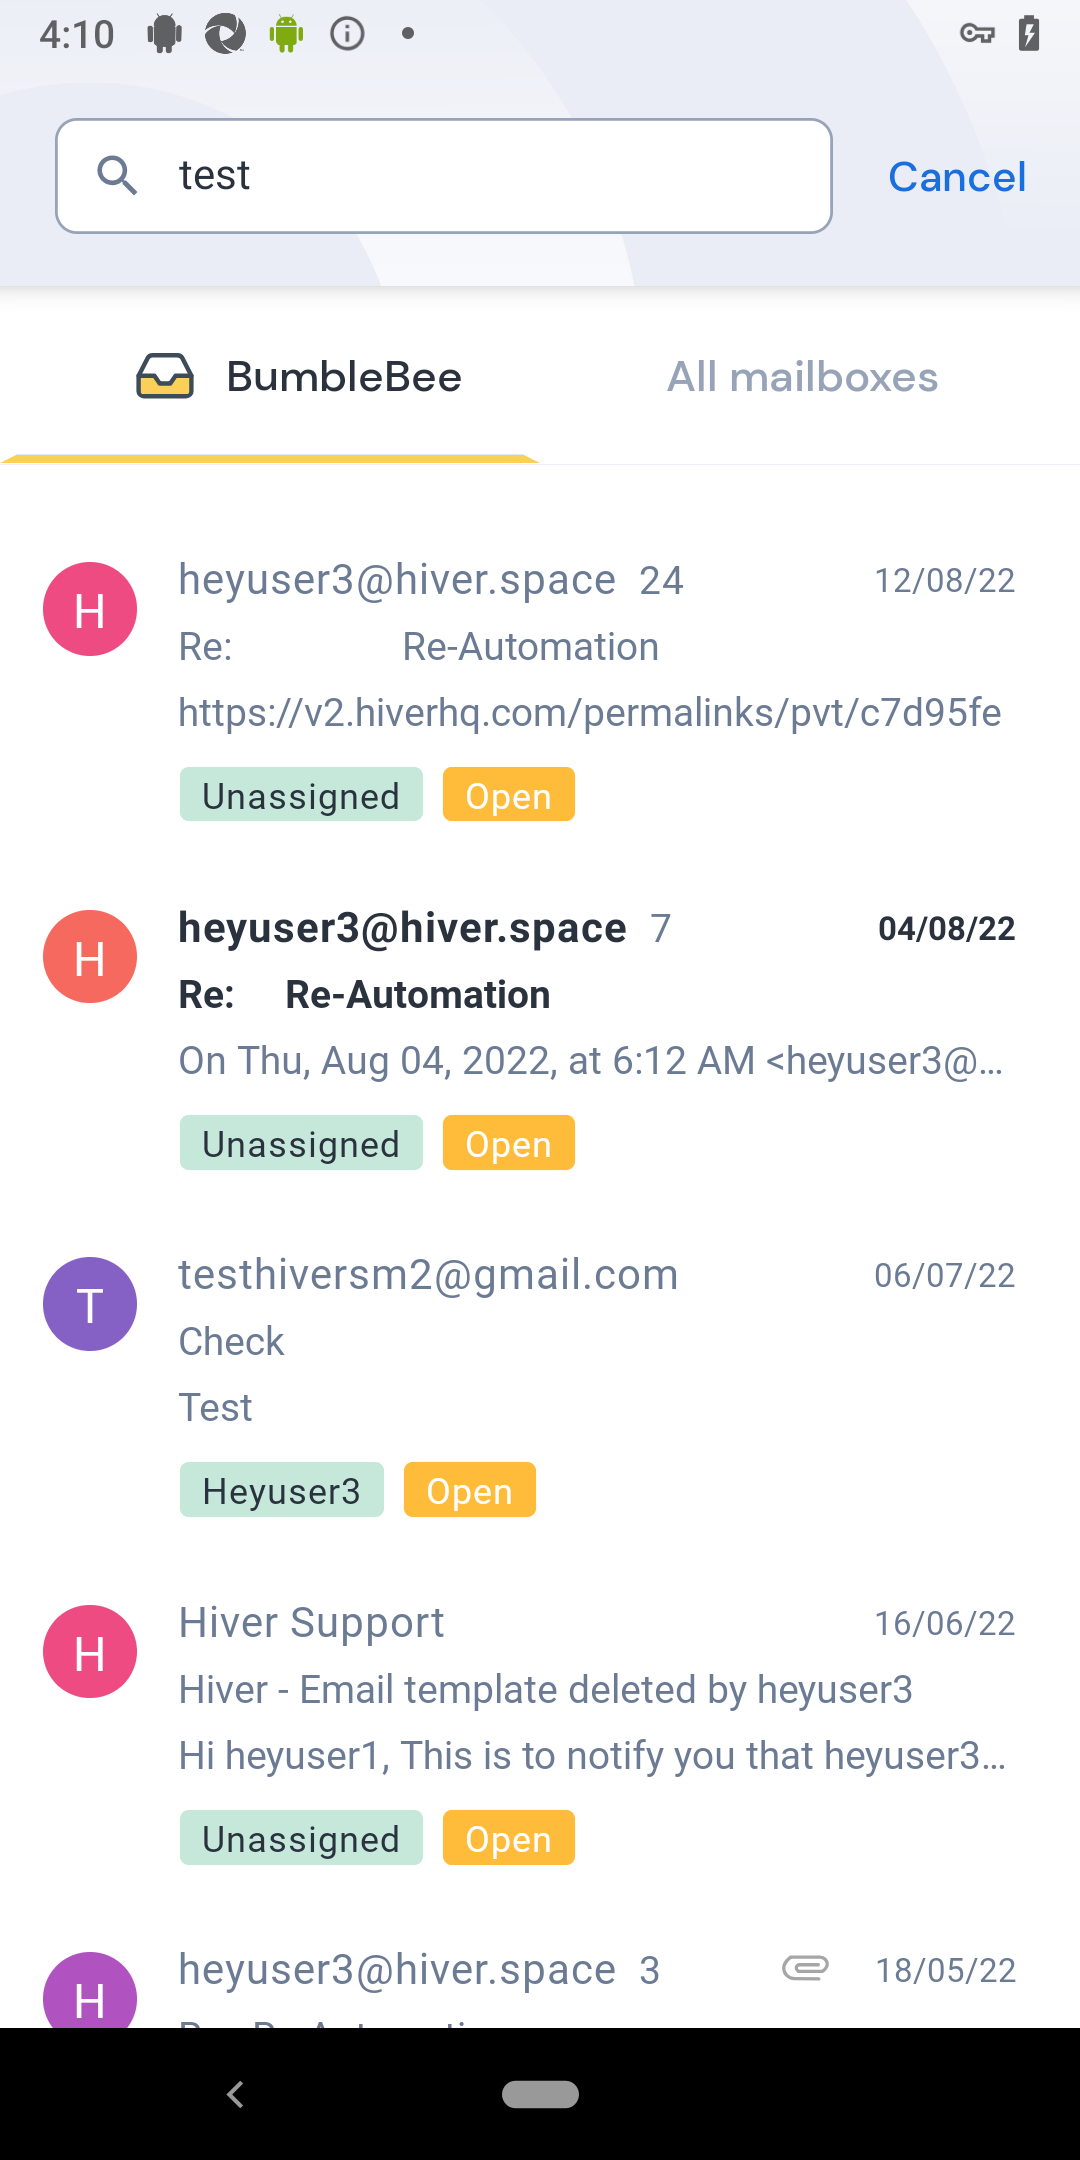 4:10
test
Cancel
BumbleBee
All mailboxes
H
heyuser3@hiver.space 24
12/08/22
Re: Re-Automation
https://v2.hiverhq.com/permalinks/pvt/c7d95fe
Unassigned Open
H
heyuser3@hiver.space 7
04/08/22
Re: Re-Automation
On Thu, Aug 04, 2022, at 6:12 AM <heyuser3@...
Unassigned Open
T
testhiversm2@gmail.com
06/07/22
Check
Test
Heyuser3 Open
H
Hiver Support
16/06/22
Hiver - Email template deleted by heyuser3
Hi heyuser1, This is to notify you that heyuser3...
Unassigned Open
H
heyuser3@hiver.space 3
18/05/22